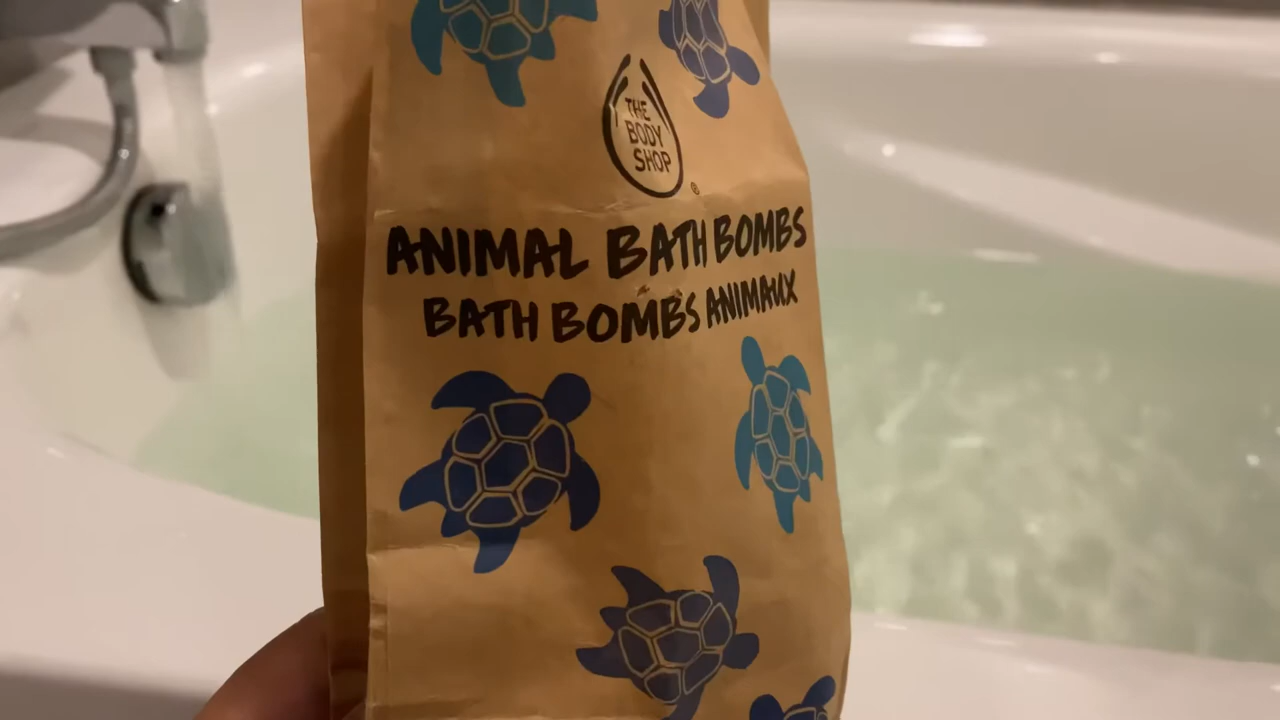 THE
BODY
SHOP
®
ANIMAL BATH BOMBS
BATH BOMBS ANIMAUX